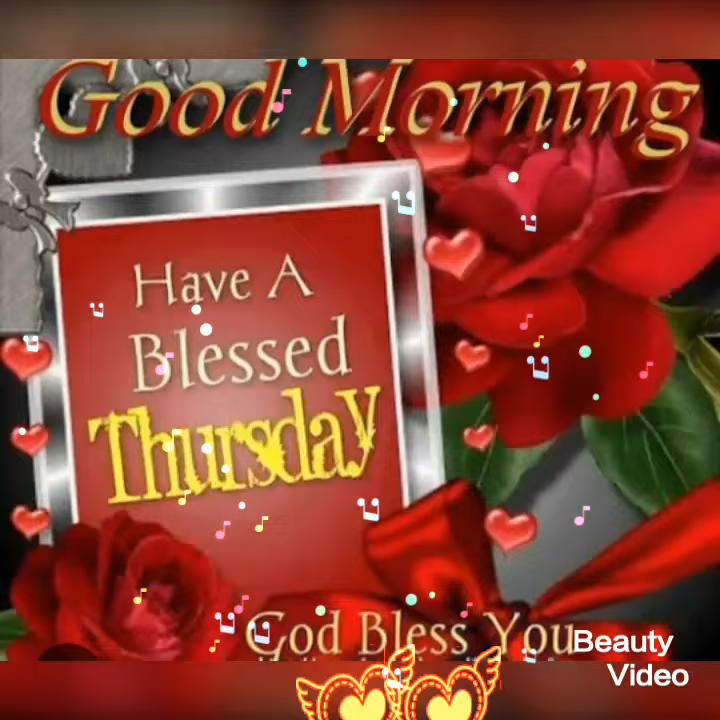 Good Morning
Have A
Blessed
Thursday
God Bless You
Beauty
Video